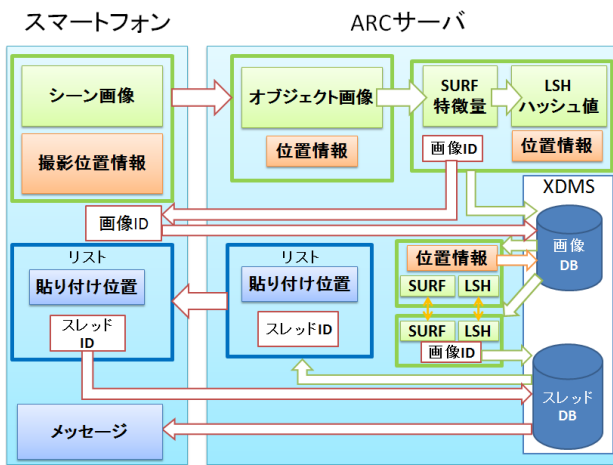 スマートフォン
ARCサーバ
シーン画像
撮影位置情報
オブジェクト画像
位置情報
SURF
特徴量
LSH
ハッシュ値
画像ID
位置情報
XDMS
画像ID
画像
DB
リスト
貼り付け位置
スレッド
ID
リスト
貼り付け位置
スレッドID
位置情報
SURF
LSH
SURF
LSH
画像ID
スレッド
DB
メッセージ